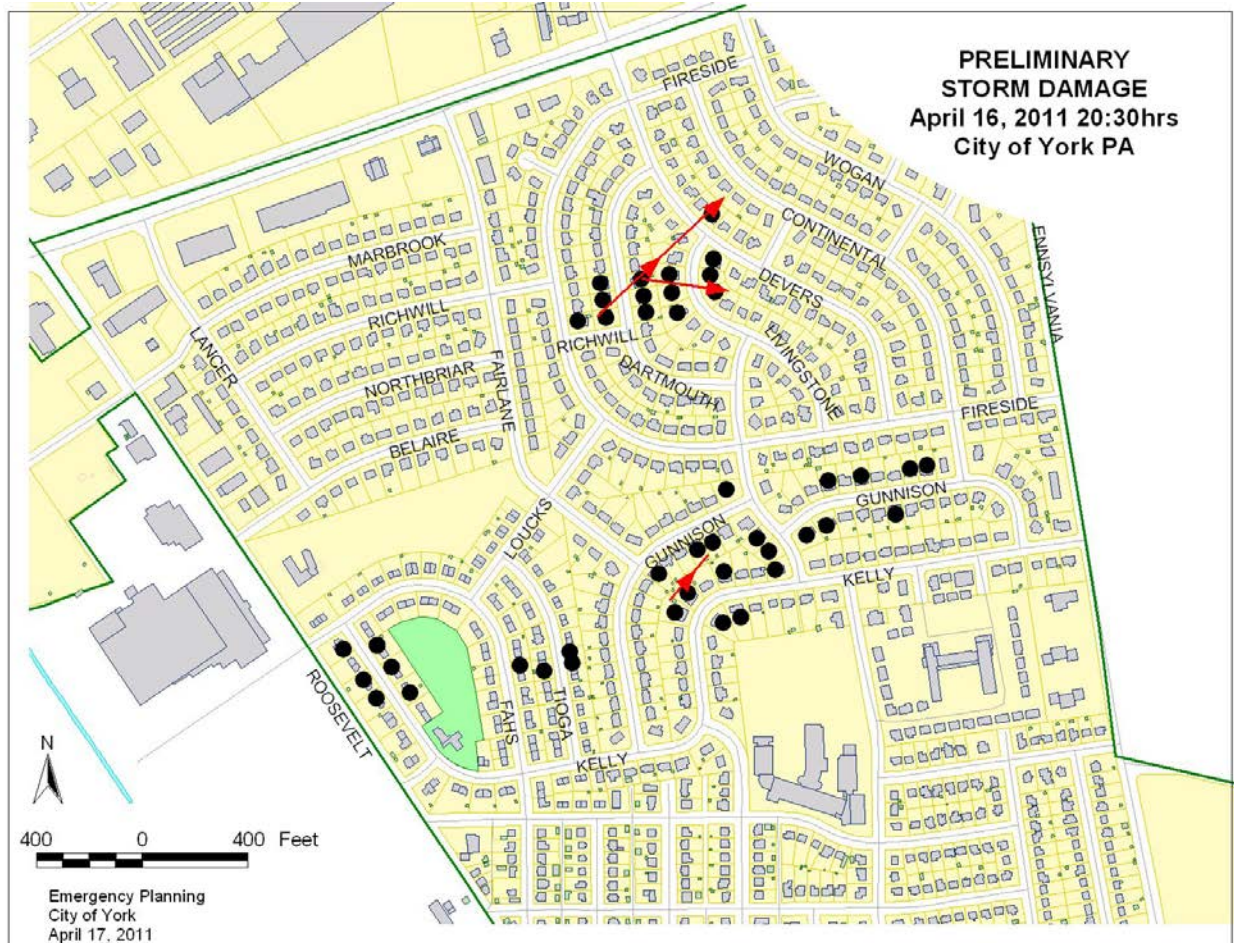 PRELIMINARY
STORM DAMAGE
April 16, 2011 20:30hrs
City of York PA
FIRESIDE
WOGAN
CONTINENTAL
ENNSYLVANIA
MARBROOK
DEVERS
RICHWILL
RICHWILL
LIVINGSTONE
LANCER
FAIRLANE
NORTHBRIAR
DARTMOUTH
FIRESIDE
BELAIRE
GUNNISON
LOUCKS
GUNNISON
KELLY
ROOSEVELT
FAHS
TIOGA
KELLY
N
400 0 400 Feet
Emergency Planning
City of York
April 17, 2011